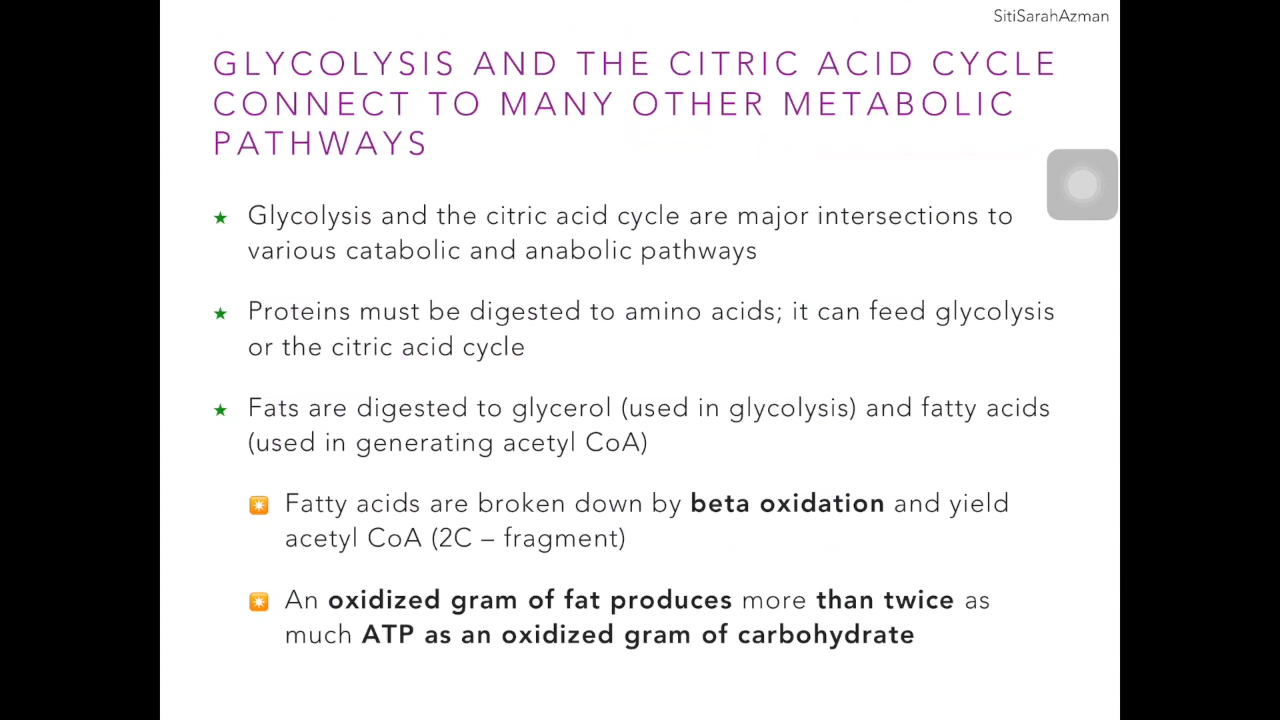 SitiSarahAzman
GLYCOLYSIS AND THE CITRIC ACID CYCLE
CONNECT TO MANY OTHER METABOLIC
PATHWAYS
Glycolysis and the citric acid cycle are major intersections to
various catabolic and anabolic pathways
Proteins must be digested to amino acids; it can feed glycolysis
or the citric acid cycle
Fats are digested to glycerol (used in glycolysis) and fatty acids
(used in generating acetyl CoA)
Fatty acids are broken down by beta oxidation and yield
acetyl CoA (2C – fragment)
An oxidized gram of fat produces more than twice as
much ATP as an oxidized gram of carbohydrate